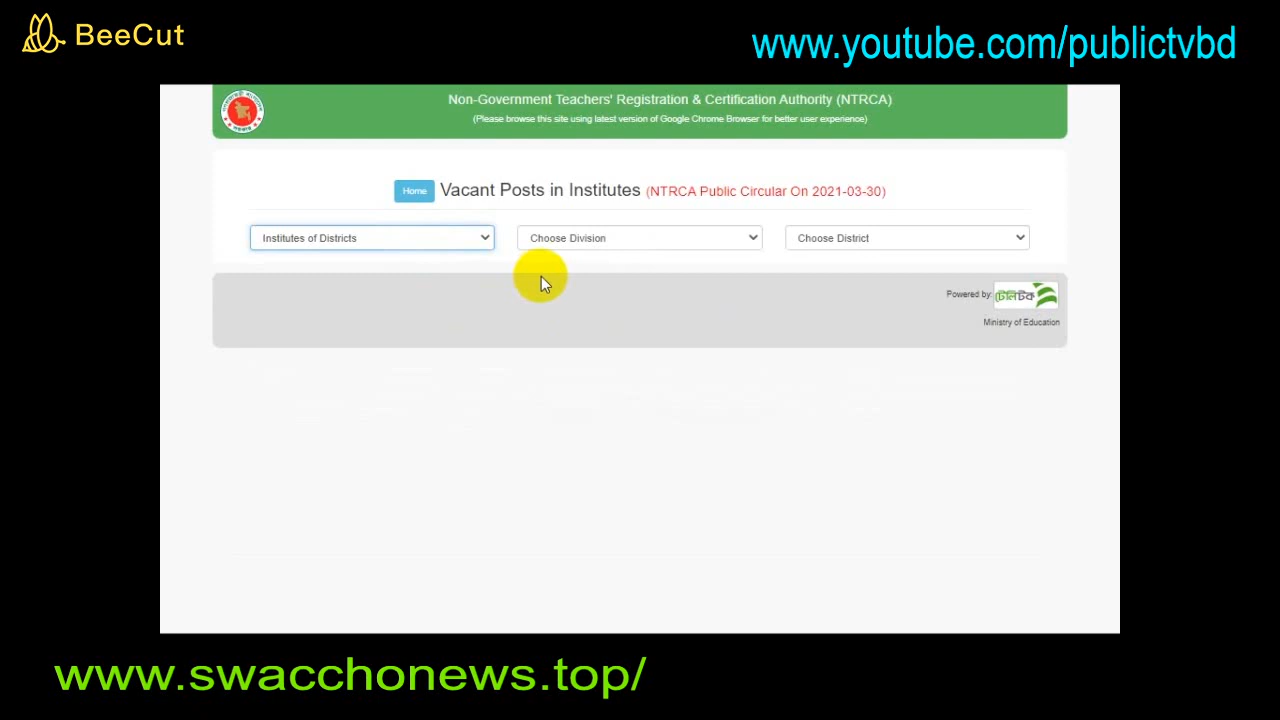 BeeCut
www.youtube.com/publictvbd
Non-Government Teachers' Registration & Certification Authority (NTRCA)
(Please browse this site using latest version of Google Chrome Browser for better user experience)
Home Vacant Posts in Institutes (NTRCA Public Circular On 2021-03-30)
Institutes of Districts Choose Division Choose District
Powered by: টেলিটক
Ministry of Education
www.swacchonews.top/